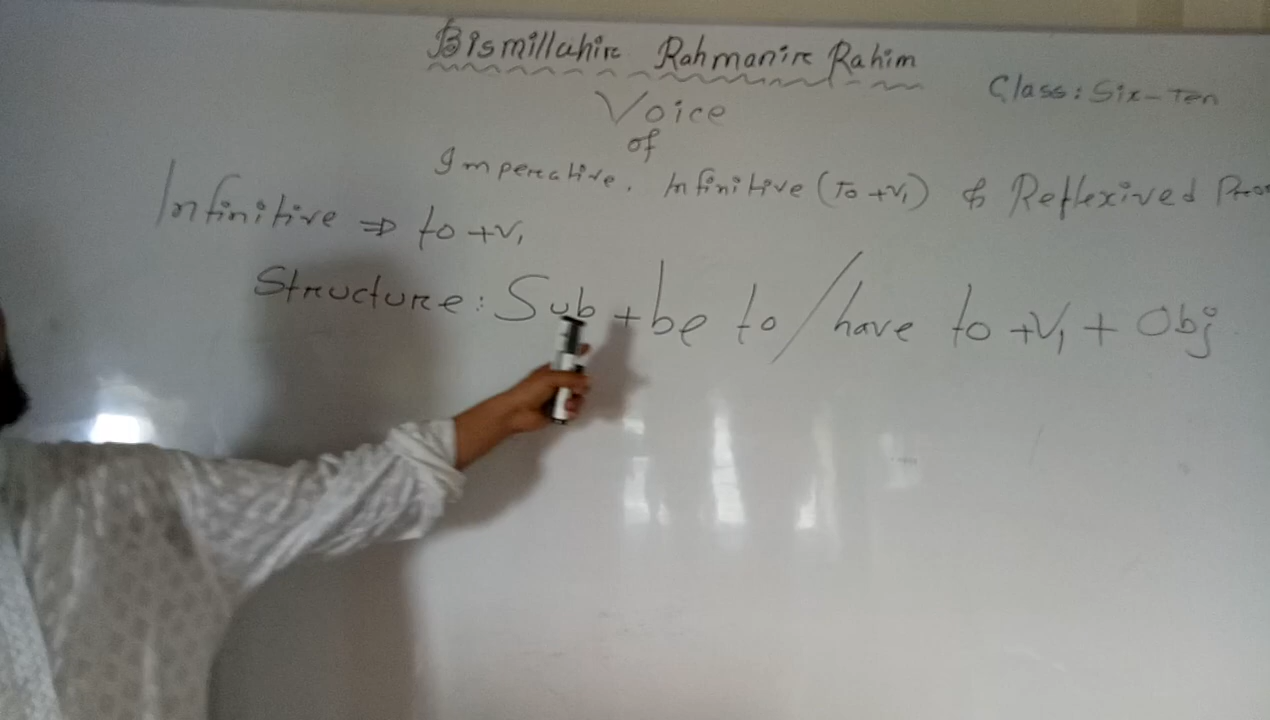 Bismillahir Rahmanir Rahim
Class: Six-Ten
Voice
of
Imperative, Infinitive (To +V1) & Reflexived
Infinitive ⇒ to +V1
Structure: Sub + be to / have to +V1 + Obj